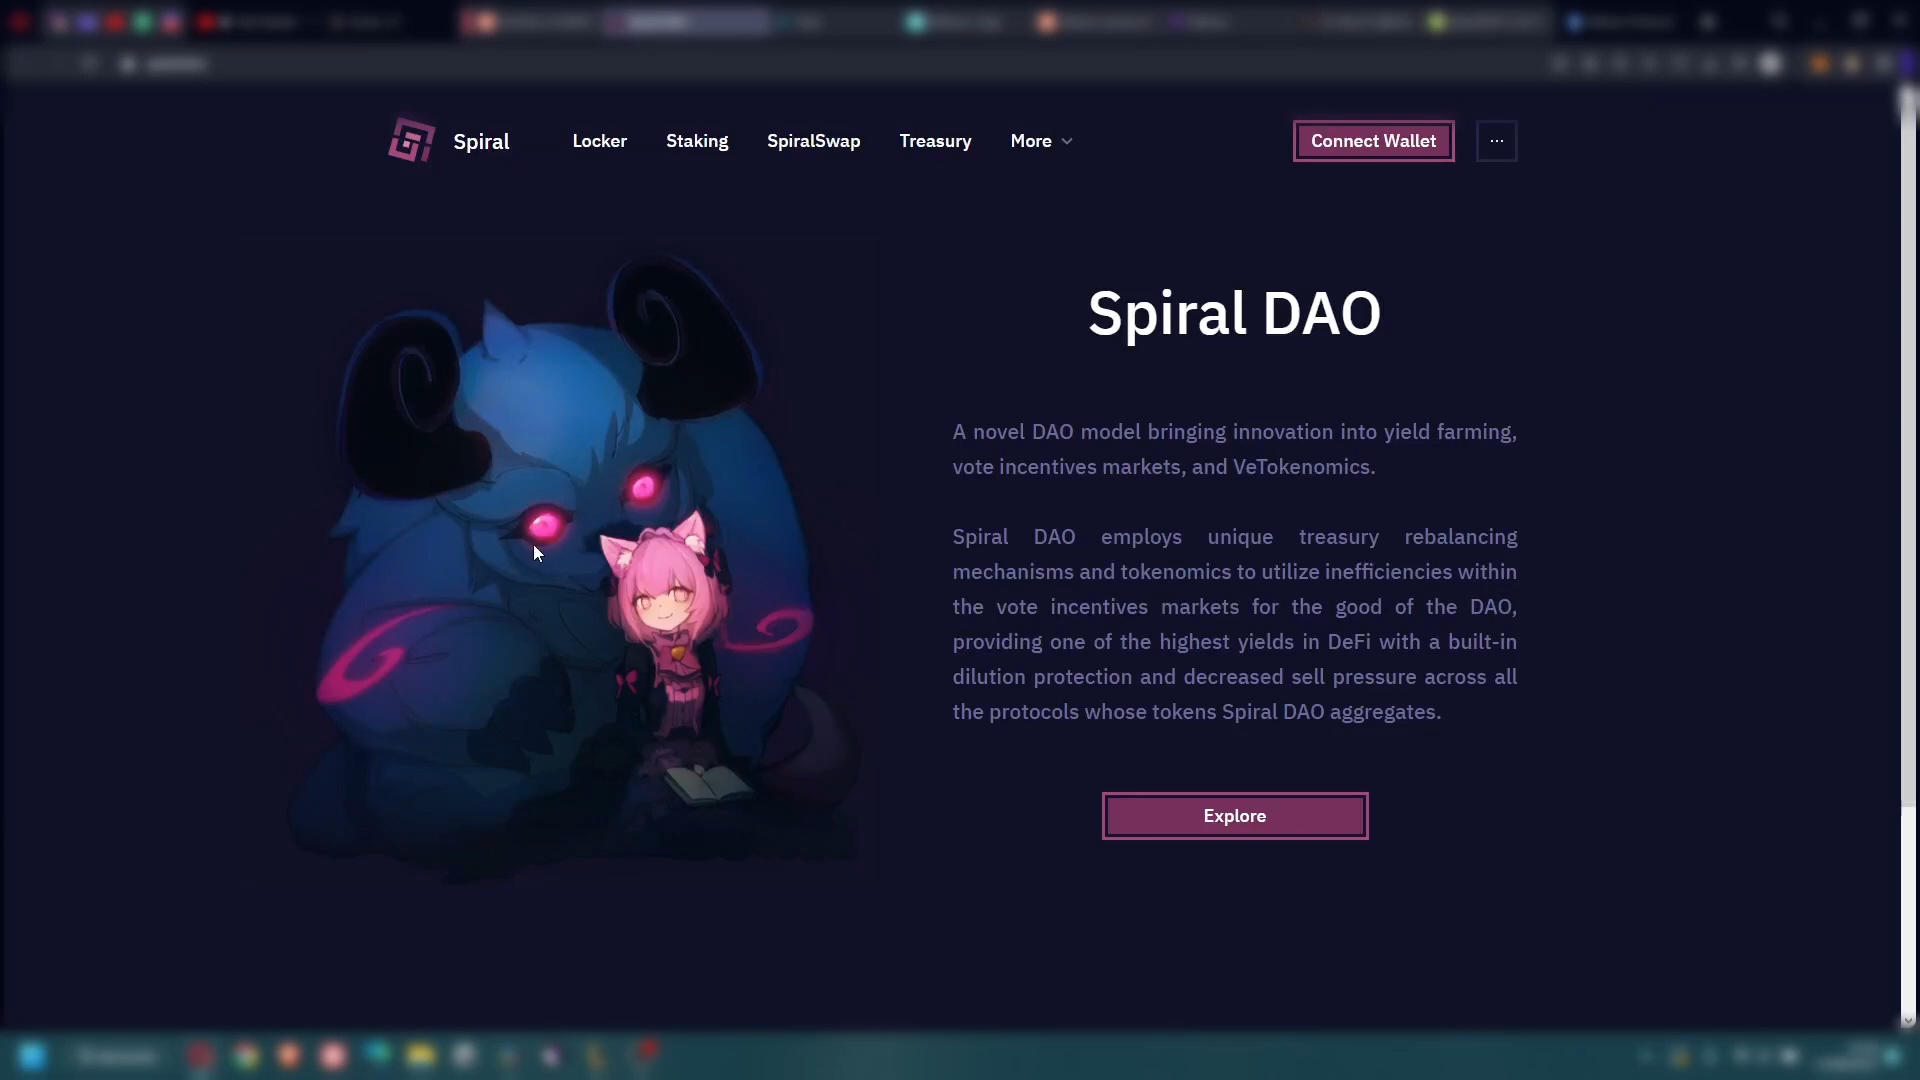 Spiral
Locker
Staking
SpiralSwap
Treasury
More
Connect Wallet
...
Spiral DAO
A novel DAO model bringing innovation into yield farming,
vote incentives markets, and VeTokenomics.
Spiral DAO employs unique treasury rebalancing
mechanisms and tokenomics to utilize inefficiencies within
the vote incentives markets for the good of the DAO,
providing one of the highest yields in DeFi with a built-in
dilution protection and decreased sell pressure across all
the protocols whose tokens Spiral DAO aggregates.
Explore